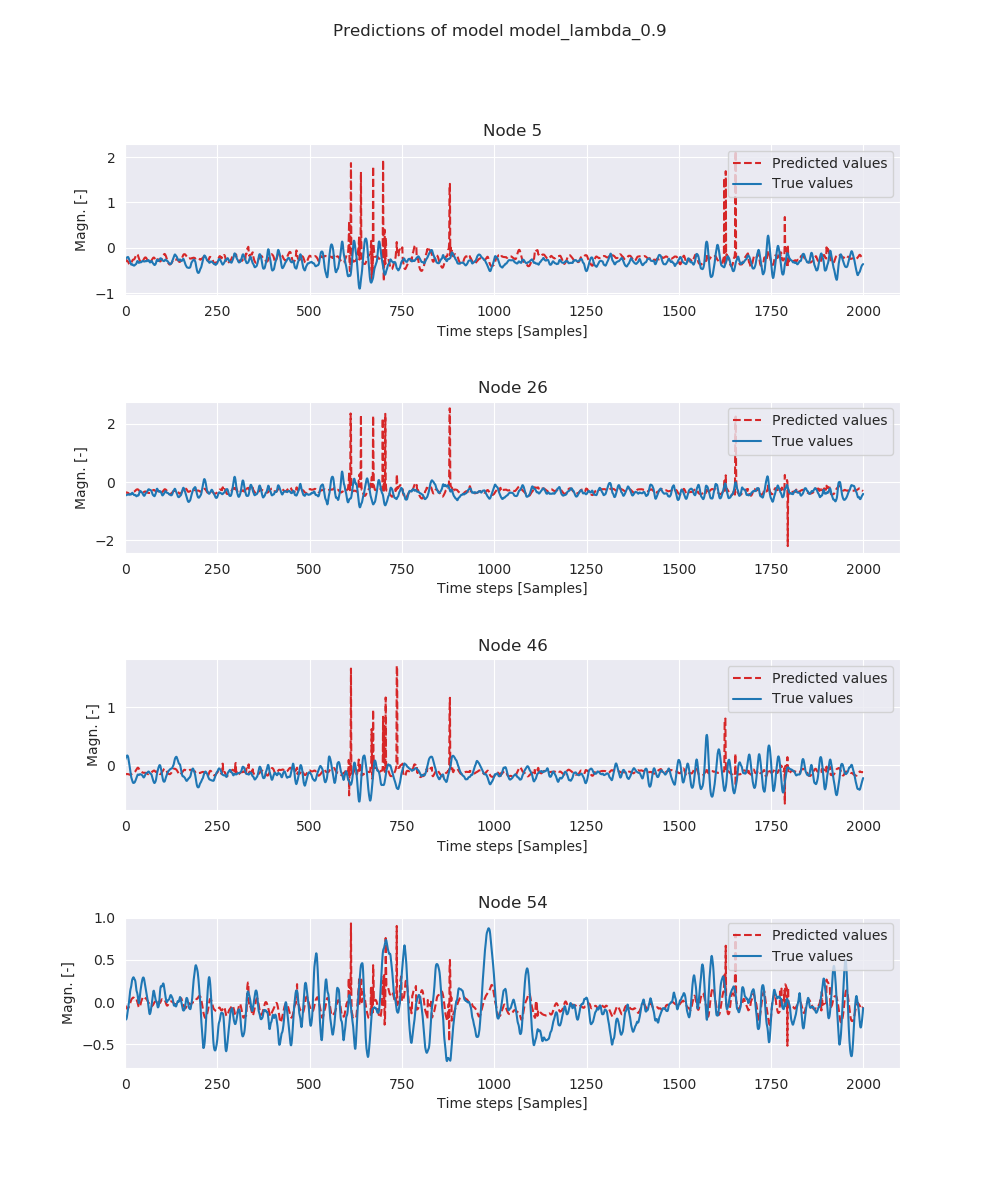 Predictions of model model_lambda_0.9
Node 5
2
1
0
−1
Magn. [-]
Predicted values
True values
0 250 500 750 1000 1250 1500 1750 2000
Time steps [Samples]
Node 26
2
0
−2
Magn. [-]
Predicted values
True values
0 250 500 750 1000 1250 1500 1750 2000
Time steps [Samples]
Node 46
1
0
Magn. [-]
Predicted values
True values
0 250 500 750 1000 1250 1500 1750 2000
Time steps [Samples]
Node 54
1.0
0.5
0.0
−0.5
Magn. [-]
Predicted values
True values
0 250 500 750 1000 1250 1500 1750 2000
Time steps [Samples]